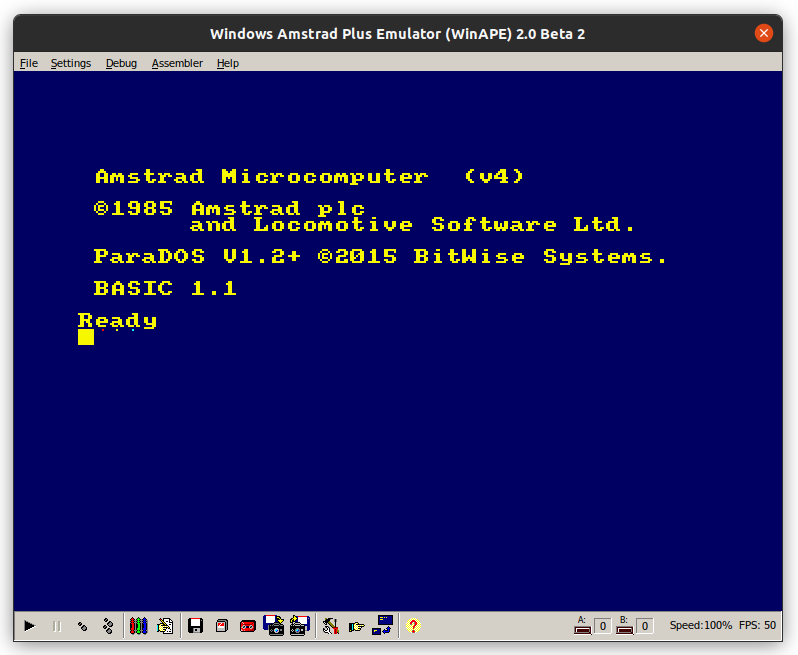 Windows Amstrad Plus Emulator (WinAPE) 2.0 Beta 2
File Settings Debug Assembler Help
Amstrad Microcomputer (v4)
©1985 Amstrad plc
and Locomotive Software Ltd.
ParaDOS V1.2+ ©2015 BitWise Systems.
BASIC 1.1
Ready
A: 0 B: 0 Speed:100% FPS: 50